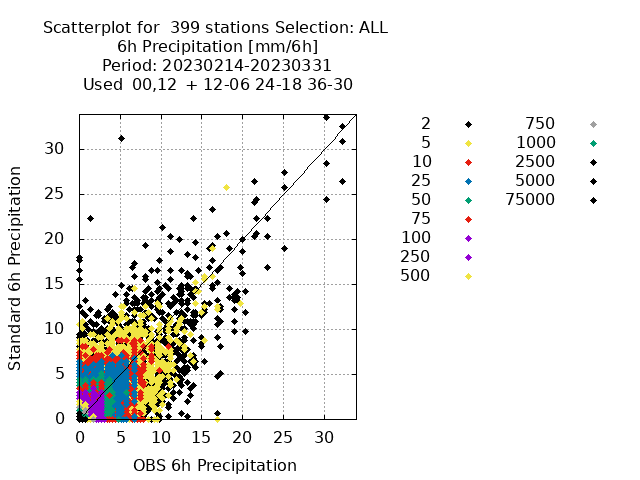 Scatterplot for  399 stations Selection: ALL
6h Precipitation [mm/6h]
Period: 20230214-20230331
Used  00,12  + 12-06 24-18 36-30
Standard 6h Precipitation
30
25
20
15
10
5
0
0 5 10 15 20 25 30
OBS 6h Precipitation
2 750
5 1000
10 2500
25 5000
50 75000
75
100
250
500